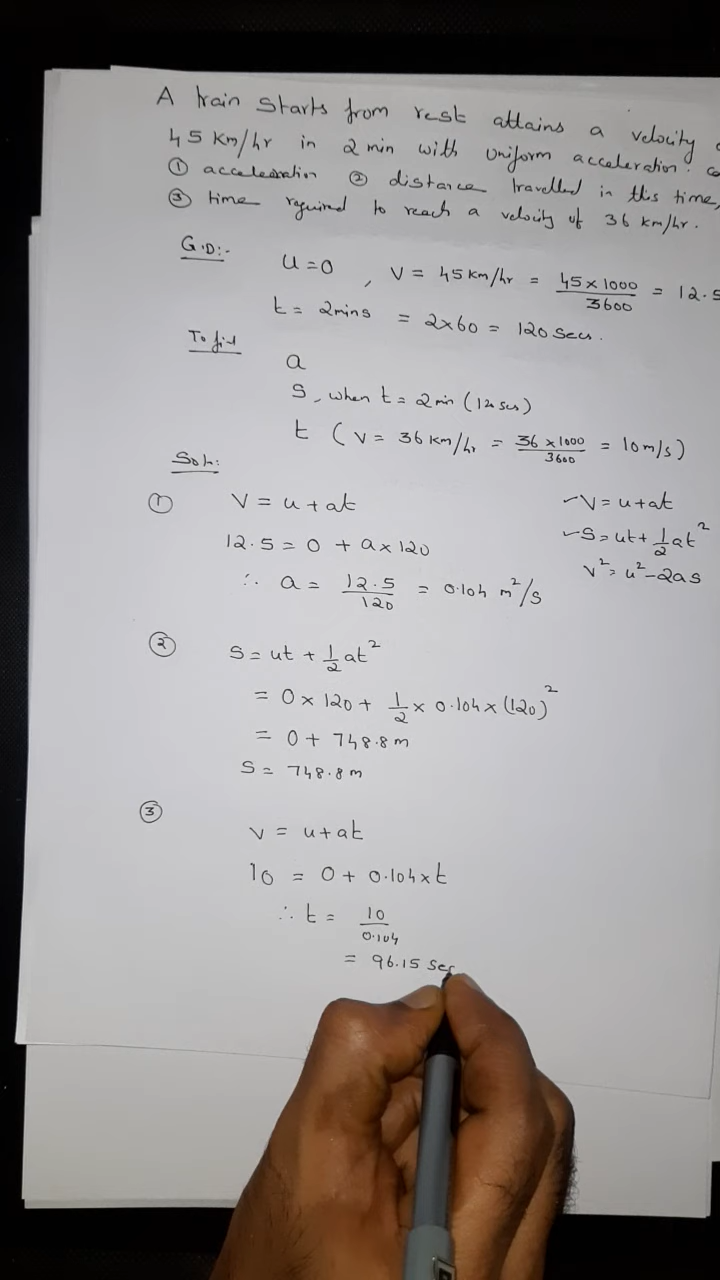 A train starts from rest attains a velocity
45 Km/hr in 2 min with uniform acceleration.
① acceleration ② distance travelled in this time,
③ time required to reach a velocity of 36 km/hr.
G.D:-
u=0, V = 45 km/hr = 45 x 1000 / 3600 = 12.5
t = 2mins = 2x60 = 120 Secs.
To find
a
S, when t = 2min (120 secs)
t (V = 36 km/hr = 36 x 1000 / 3600 = 10 m/s)
Soln:
① V = u + at
12.5 = 0 + a x 120
∴ a = 12.5 / 120 = 0.104 m²/s
V = u + at
S = ut + 1/2 at²
V² = u² - 2as
② S = ut + 1/2 at²
= 0 x 120 + 1/2 x 0.104 x (120)²
= 0 + 748.8 m
S = 748.8 m
③ V = u + at
10 = 0 + 0.104 x t
∴ t = 10 / 0.104
= 96.15 sec